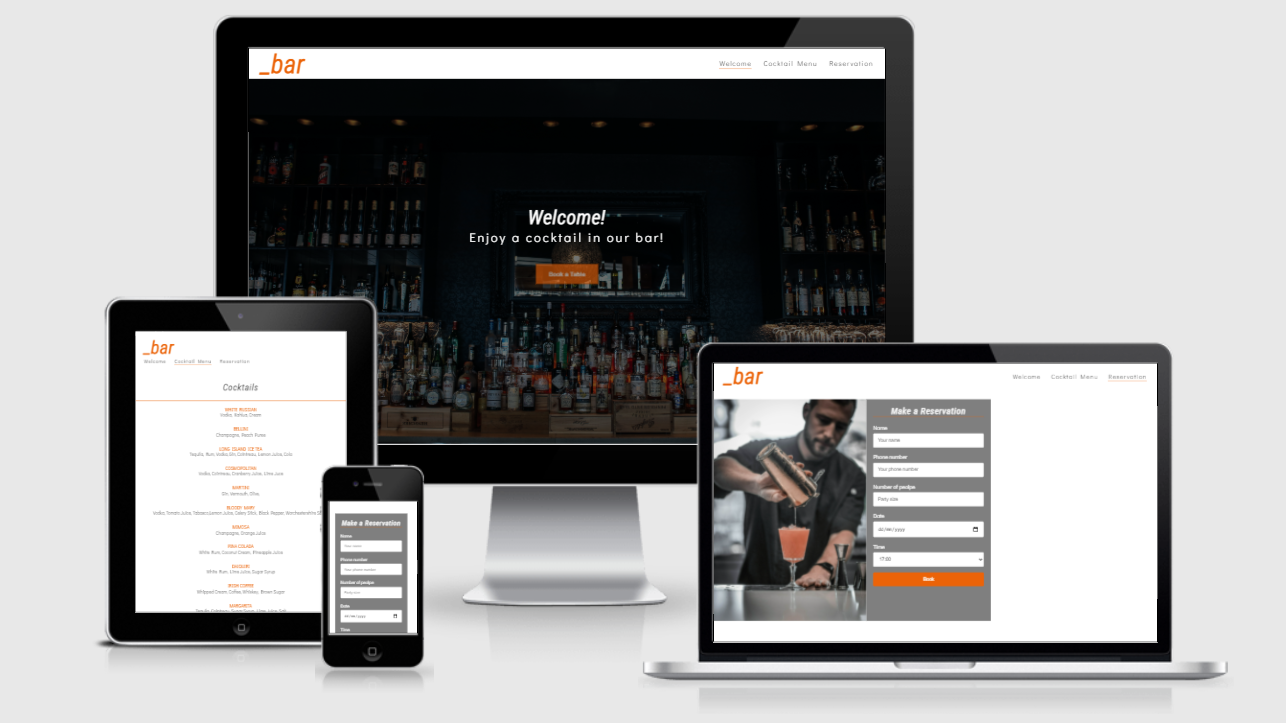 _bar
Welcome Cocktail Menu Reservation
Welcome!
Enjoy a cocktail in our bar!
Book a Table
_bar
Welcome Cocktail Menu Reservation
Cocktails
WHITE RUSSIAN
Vodka, Kahlua, Cream
BELLINI
Champagne, Peach Puree
LONG ISLAND ICE TEA
Tequila, Rum, Vodka, Gin, Cointreau, Lemon Juice, Cola
COSMOPOLITAN
Vodka, Cointreau, Cranberry Juice, Lime Juice
MARTINI
Gin, Vermouth, Olive
BLOODY MARY
Vodka, Tomato Juice, Tabasco, Lemon Juice, Celery Stick, Black Pepper,
MIMOSA
Champagne, Orange Juice
PINA COLADA
White Rum, Coconut Cream, Pineapple Juice
DAIQUIRI
White Rum, Lime Juice, Sugar Syrup
IRISH COFFEE
Whipped Cream, Coffee, Whiskey, Brown Sugar
MARGARITA
Make a Reservation
Name
Your name
Phone number
Your phone number
Number of pedlpe
Party size
Date
dd/mm/yyyy
Time
_bar
Welcome Cocktail Menu Reservation
Make a Reservation
Name
Your name
Phone number
Your phone number
Number of pedlpe
Party size
Date
dd/mm/yyyy
Time
17:00
Book